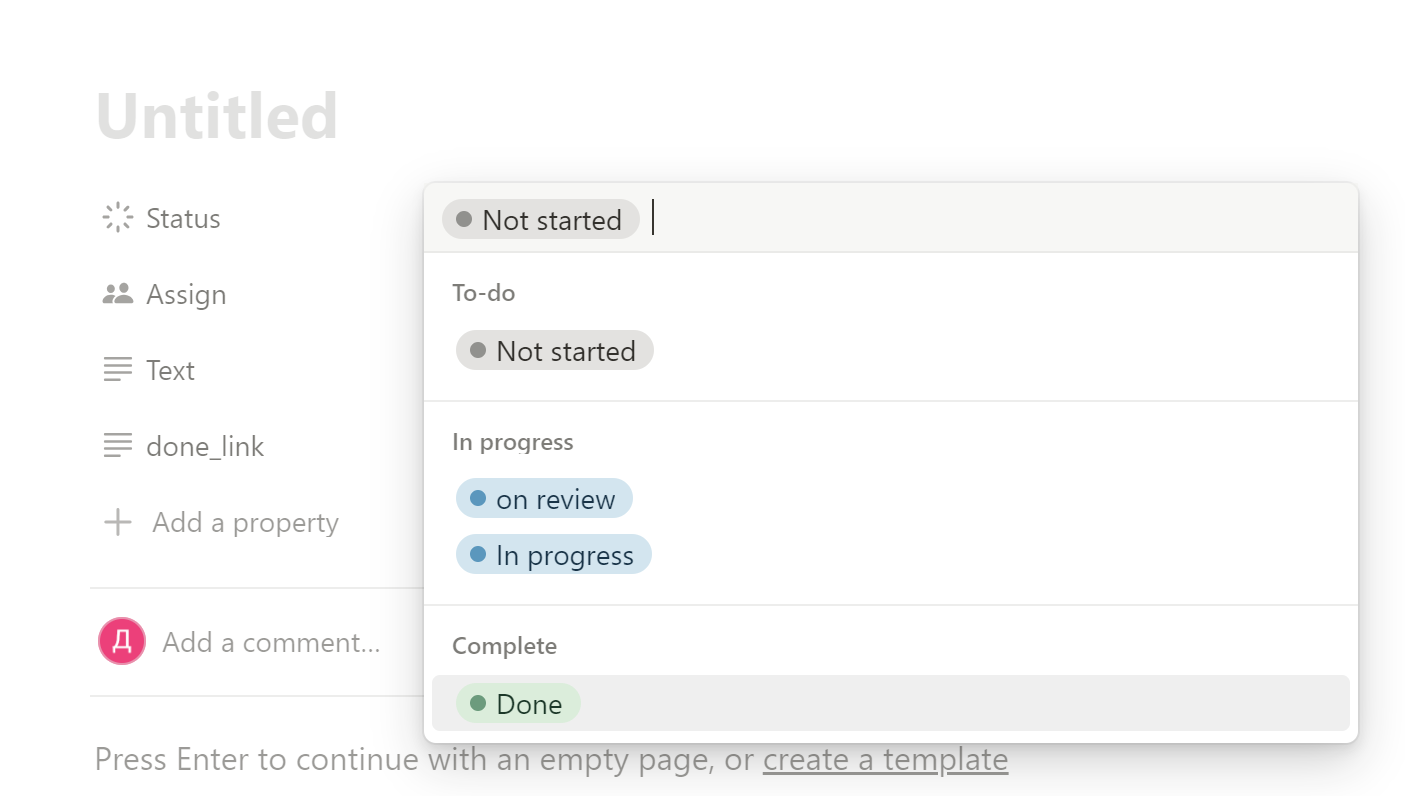 Untitled
Status
Not started
To-do
Assign
Not started
Text
In progress
done_link
on review
Add a property
In progress
Complete
Д
Add a comment...
Done
Press Enter to continue with an empty page, or create a template